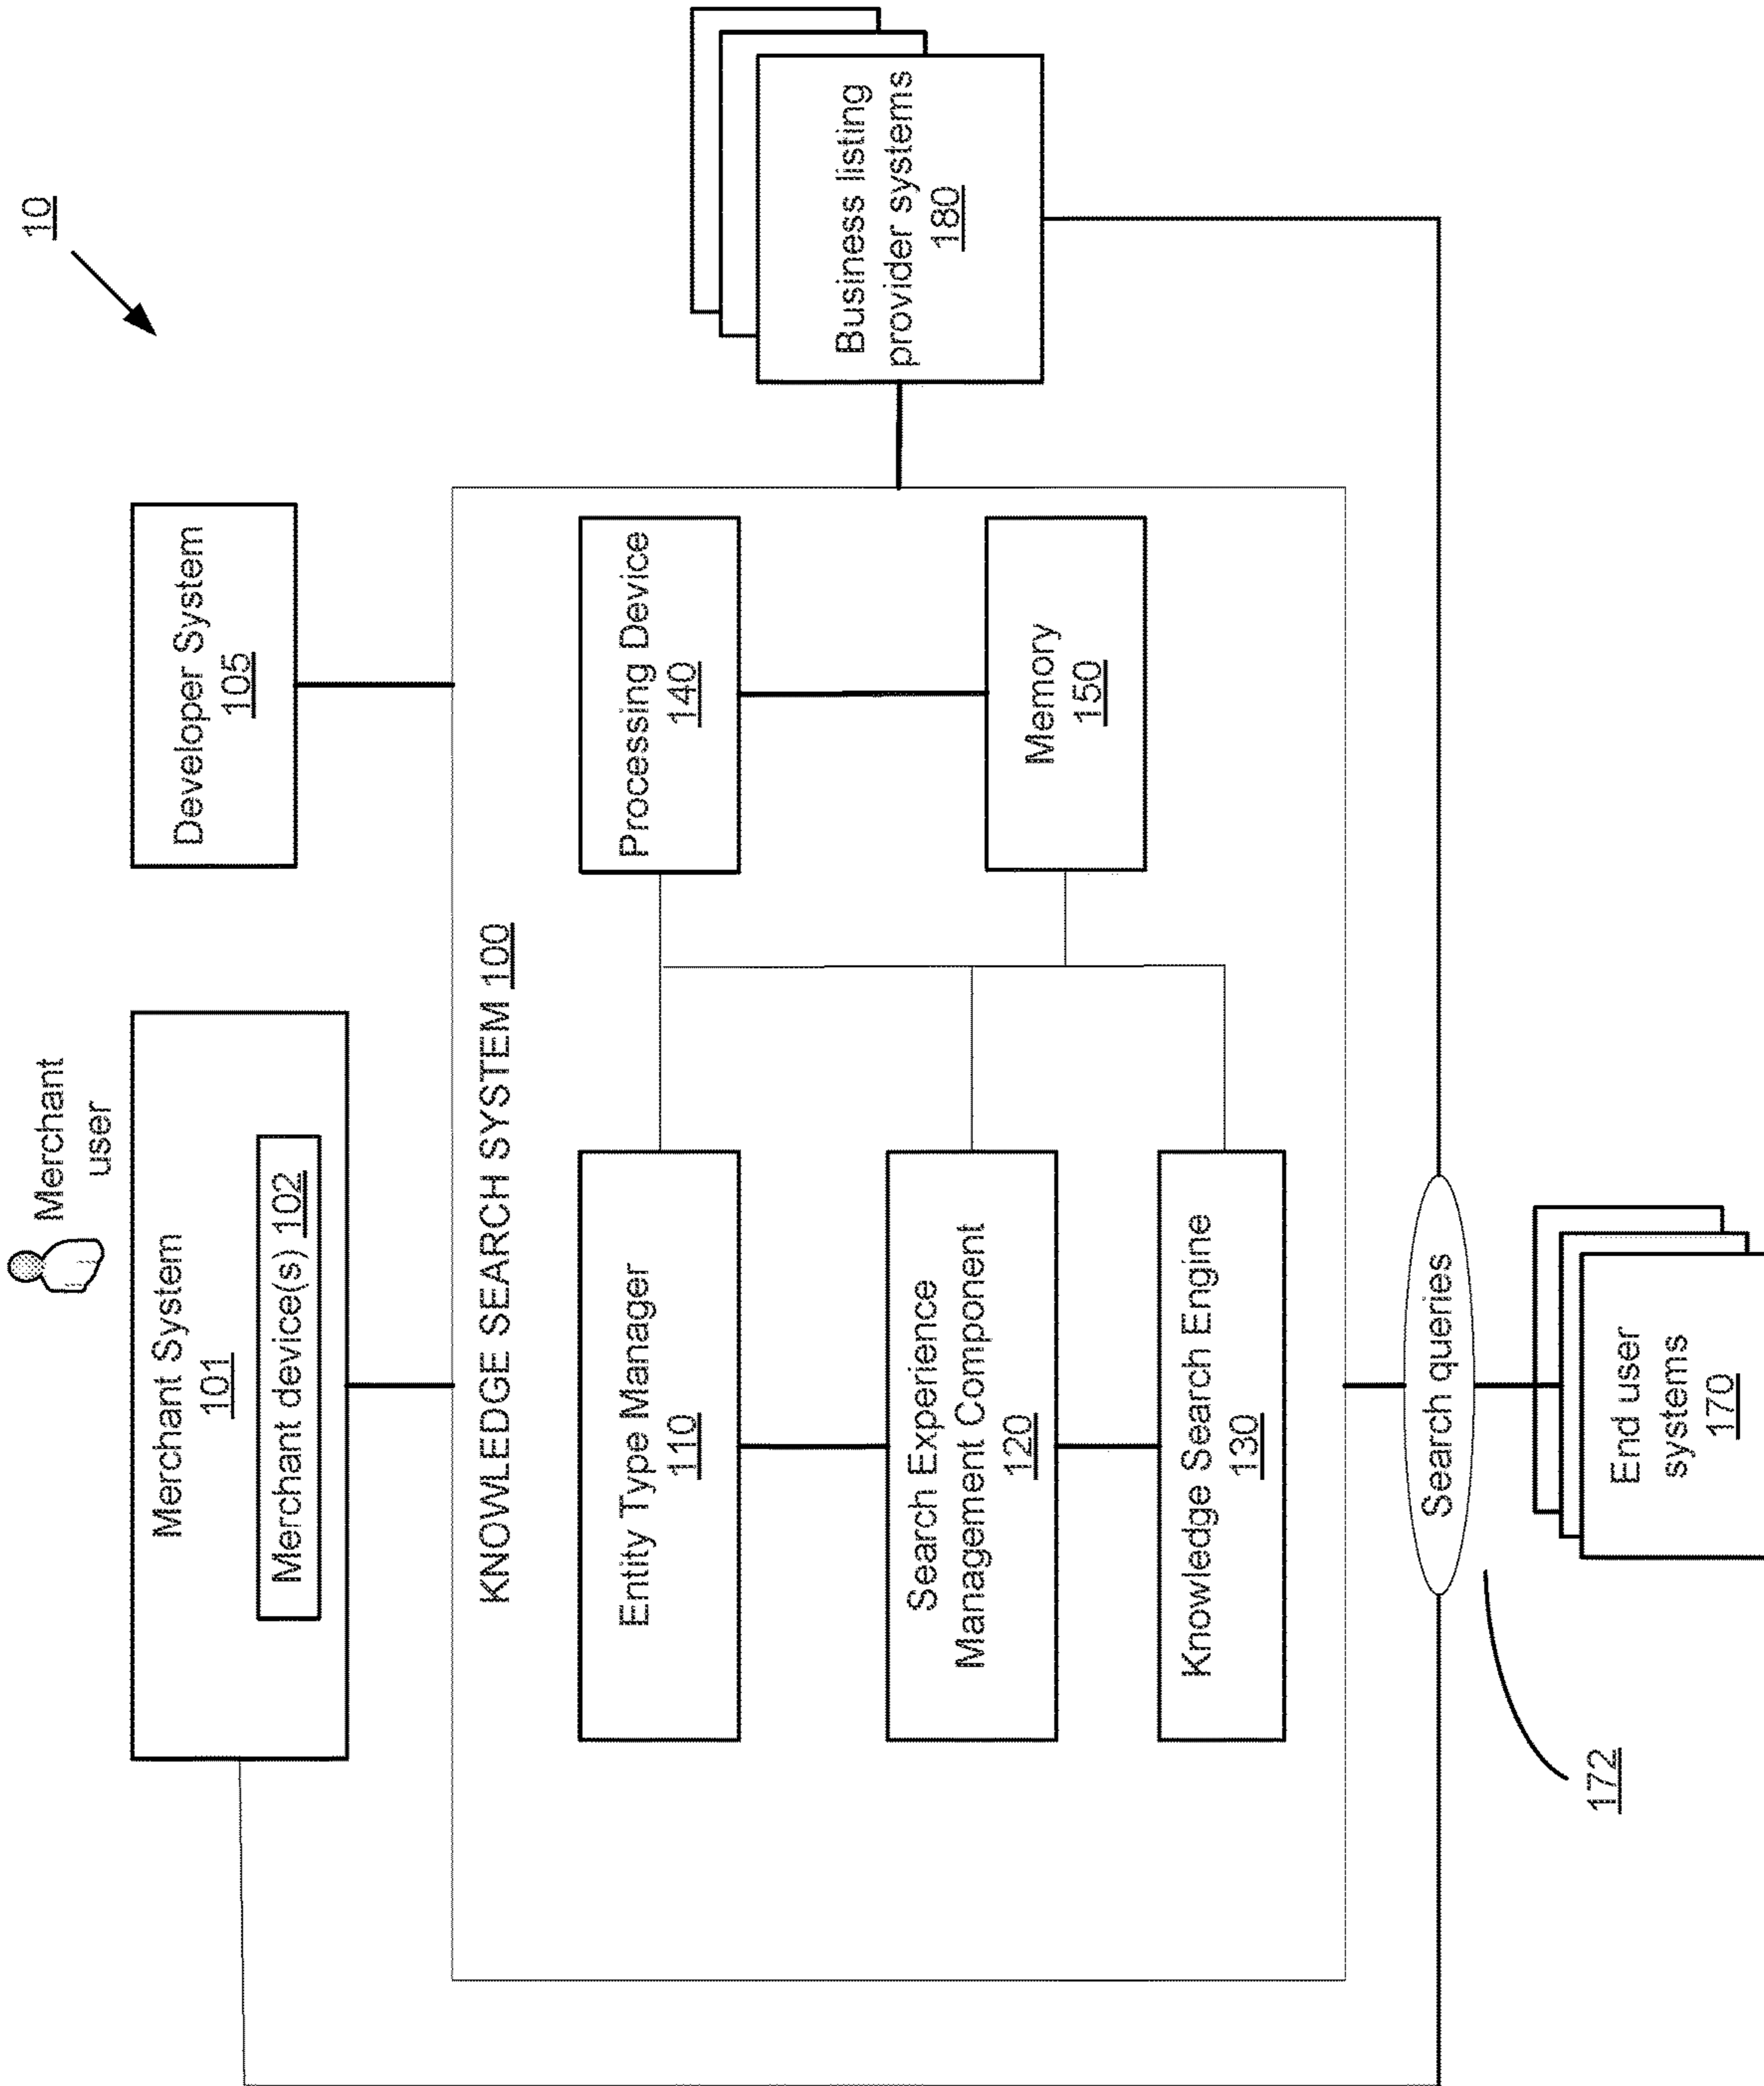 10
Merchant
user
Merchant System
101
Merchant device(s) 102
Developer System
105
KNOWLEDGE SEARCH SYSTEM 100
Entity Type Manager
110
Search Experience
Management Component
120
Knowledge Search Engine
130
Processing Device
140
Memory
150
Business listing
provider systems
180
Search queries
172
End user
systems
170